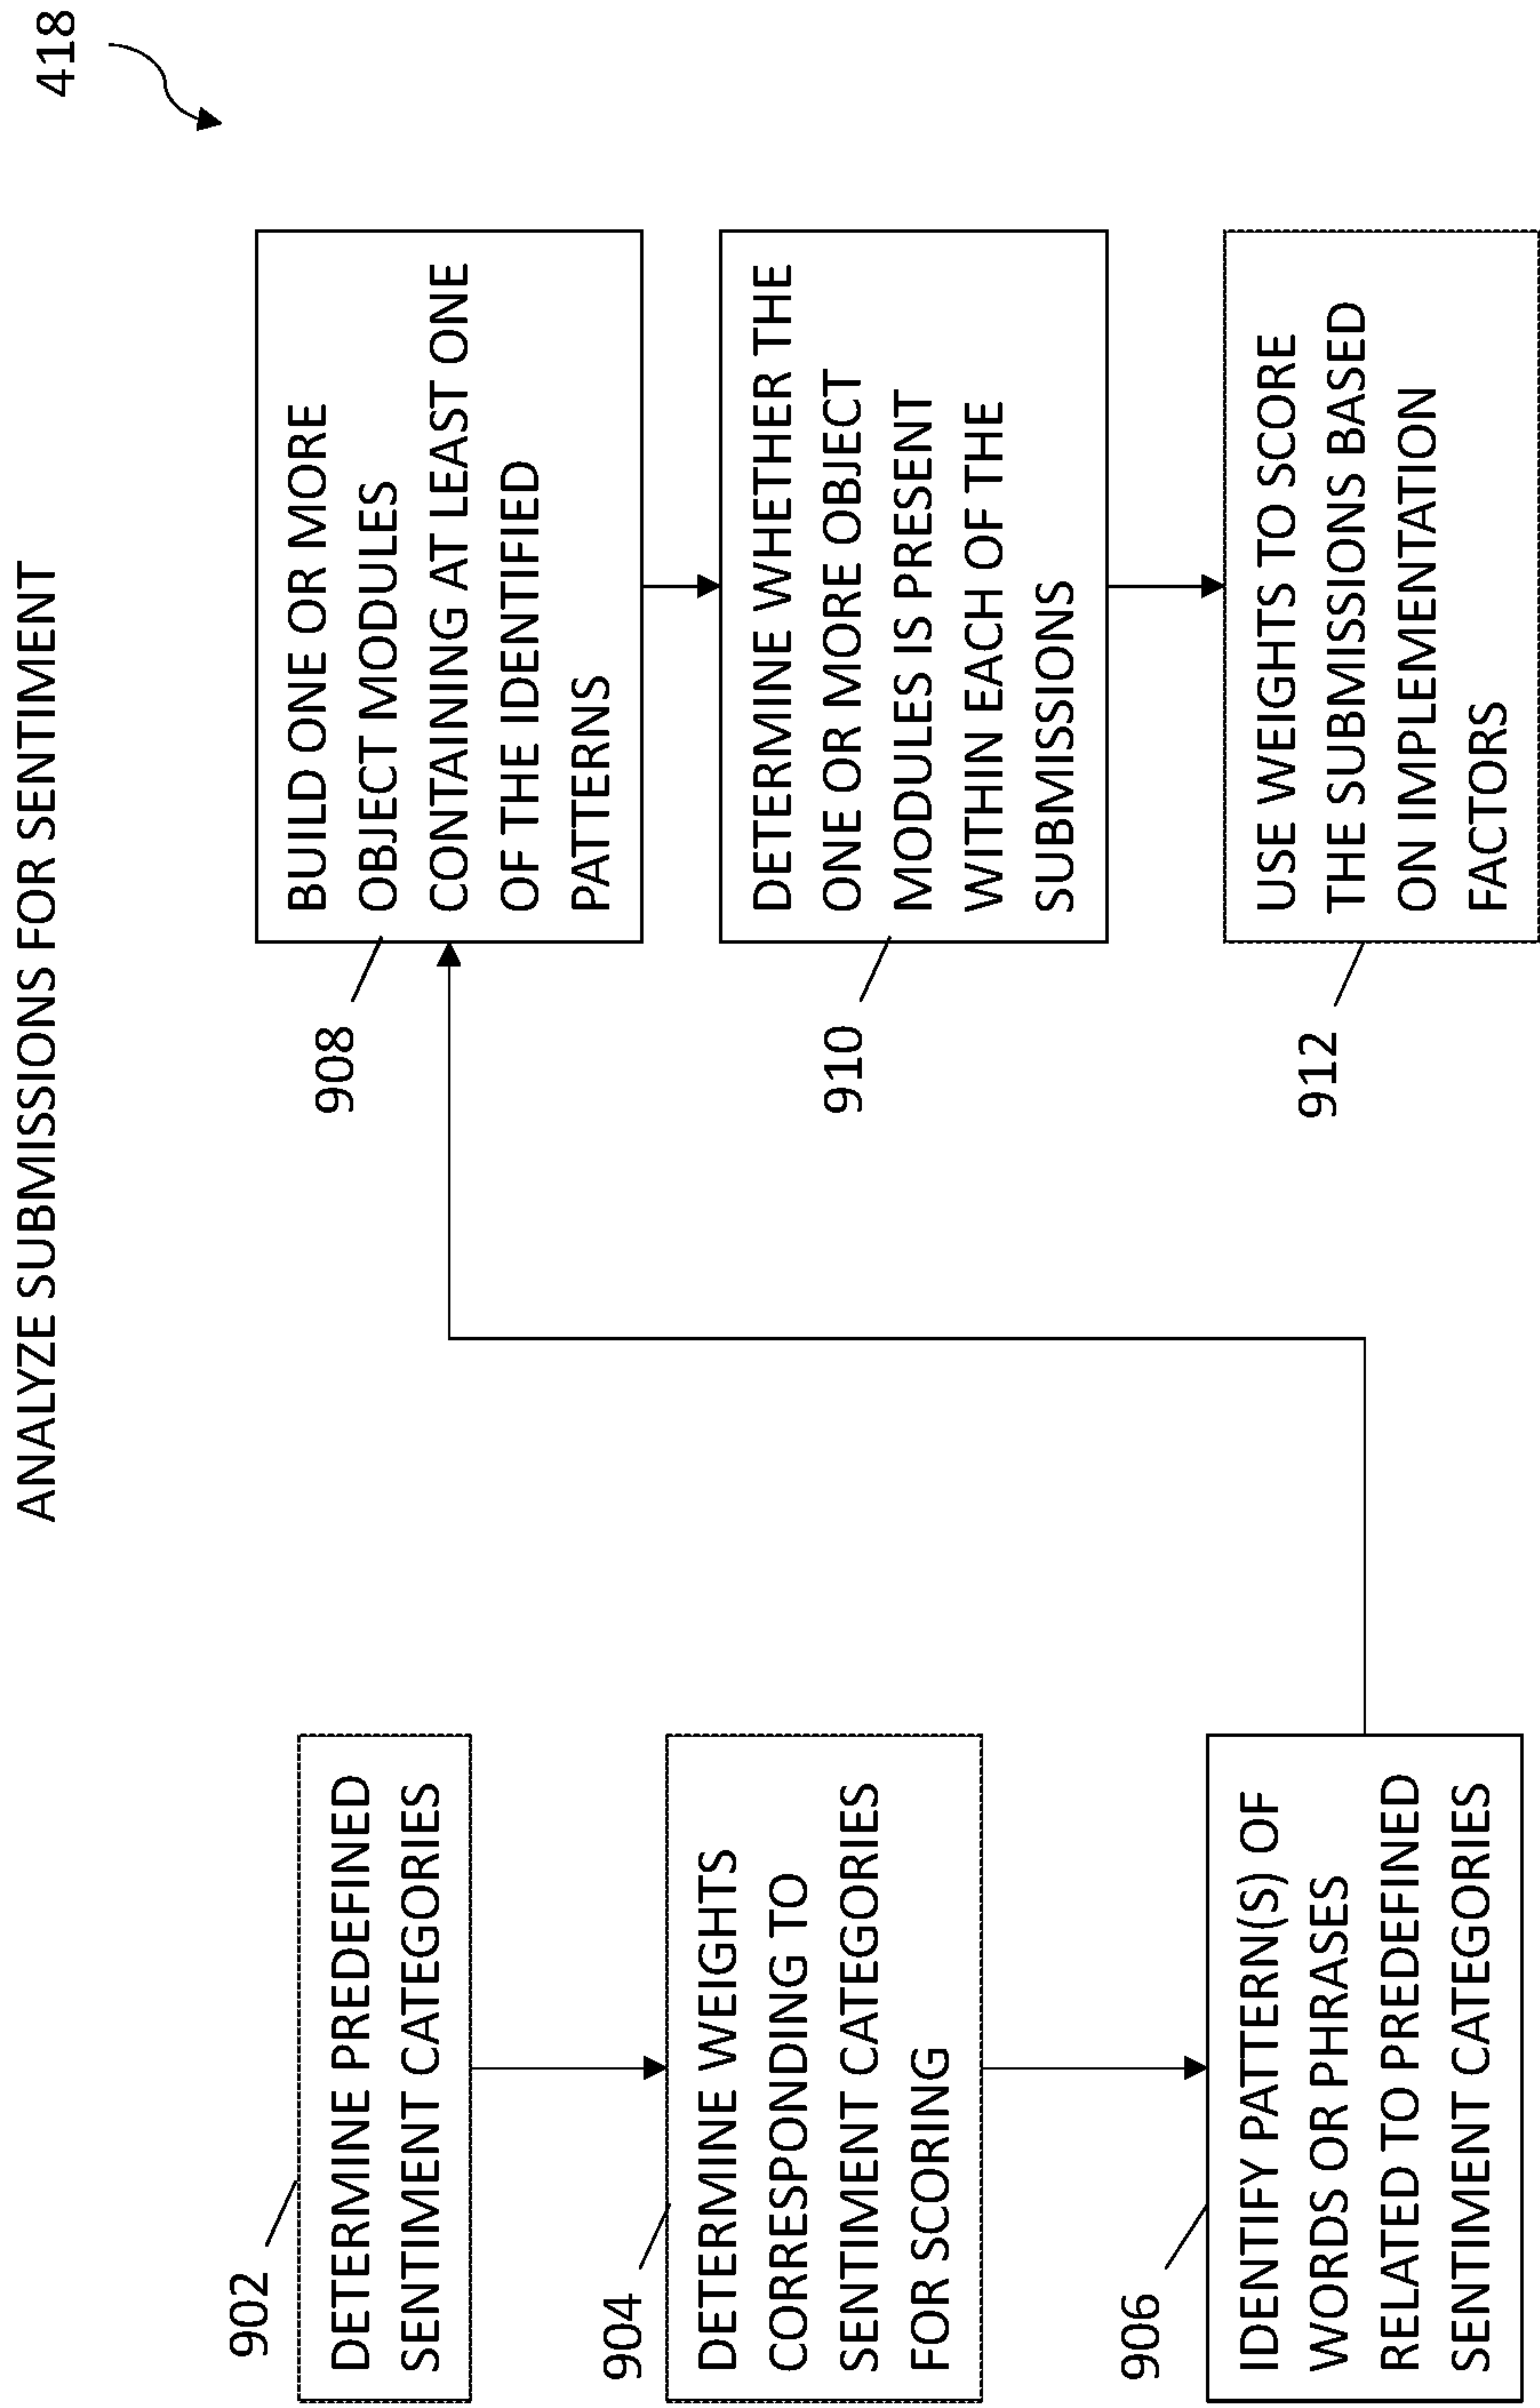 ANALYZE SUBMISSIONS FOR SENTIMENT
418
902
DETERMINE PREDEFINED
SENTIMENT CATEGORIES
904
DETERMINE WEIGHTS
CORRESPONDING TO
SENTIMENT CATEGORIES
FOR SCORING
906
IDENTIFY PATTERN(S) OF
WORDS OR PHRASES
RELATED TO PREDEFINED
SENTIMENT CATEGORIES
908
BUILD ONE OR MORE
OBJECT MODULES
CONTAINING AT LEAST ONE
OF THE IDENTIFIED
PATTERNS
910
DETERMINE WHETHER THE
ONE OR MORE OBJECT
MODULES IS PRESENT
WITHIN EACH OF THE
SUBMISSIONS
912
USE WEIGHTS TO SCORE
THE SUBMISSIONS BASED
ON IMPLEMENTATION
FACTORS